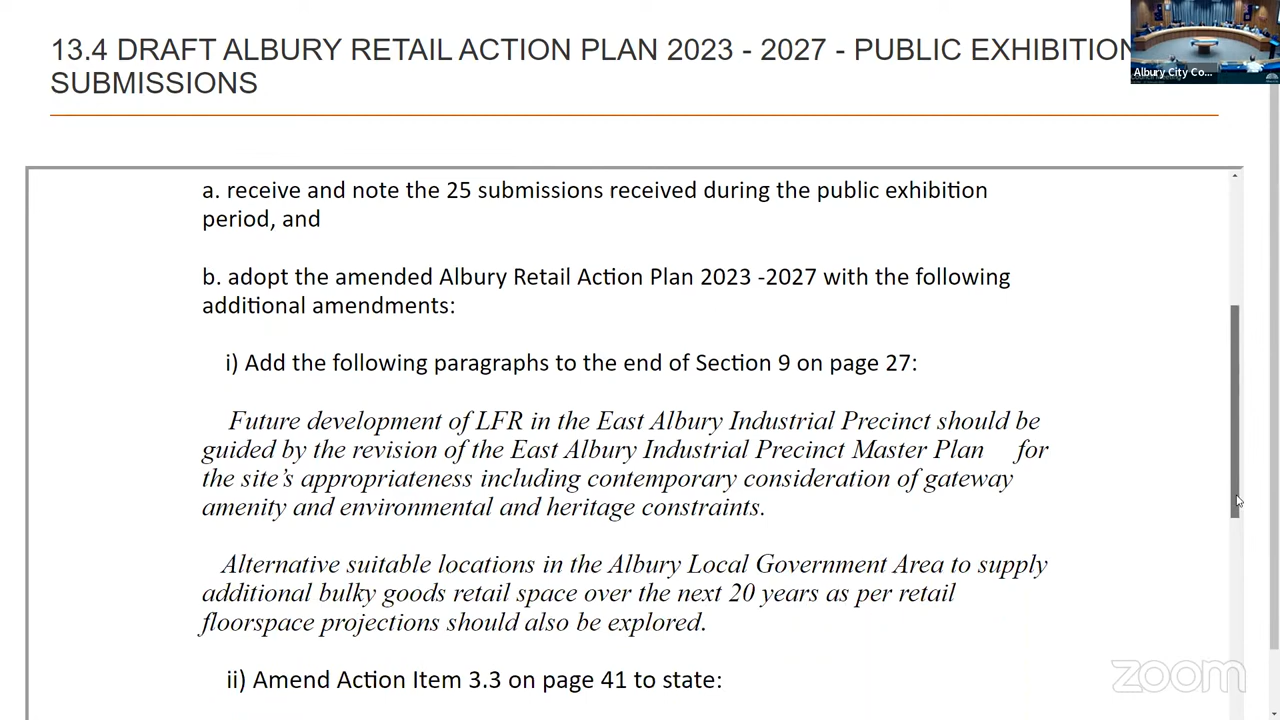 13.4 DRAFT ALBURY RETAIL ACTION PLAN 2023 - 2027 - PUBLIC EXHIBITION
SUBMISSIONS
Albury City Co...
a. receive and note the 25 submissions received during the public exhibition
period, and
b. adopt the amended Albury Retail Action Plan 2023 -2027 with the following
additional amendments:
i) Add the following paragraphs to the end of Section 9 on page 27:
Future development of LFR in the East Albury Industrial Precinct should be
guided by the revision of the East Albury Industrial Precinct Master Plan for
the site’s appropriateness including contemporary consideration of gateway
amenity and environmental and heritage constraints.
Alternative suitable locations in the Albury Local Government Area to supply
additional bulky goods retail space over the next 20 years as per retail
floorspace projections should also be explored.
ii) Amend Action Item 3.3 on page 41 to state:
zoom